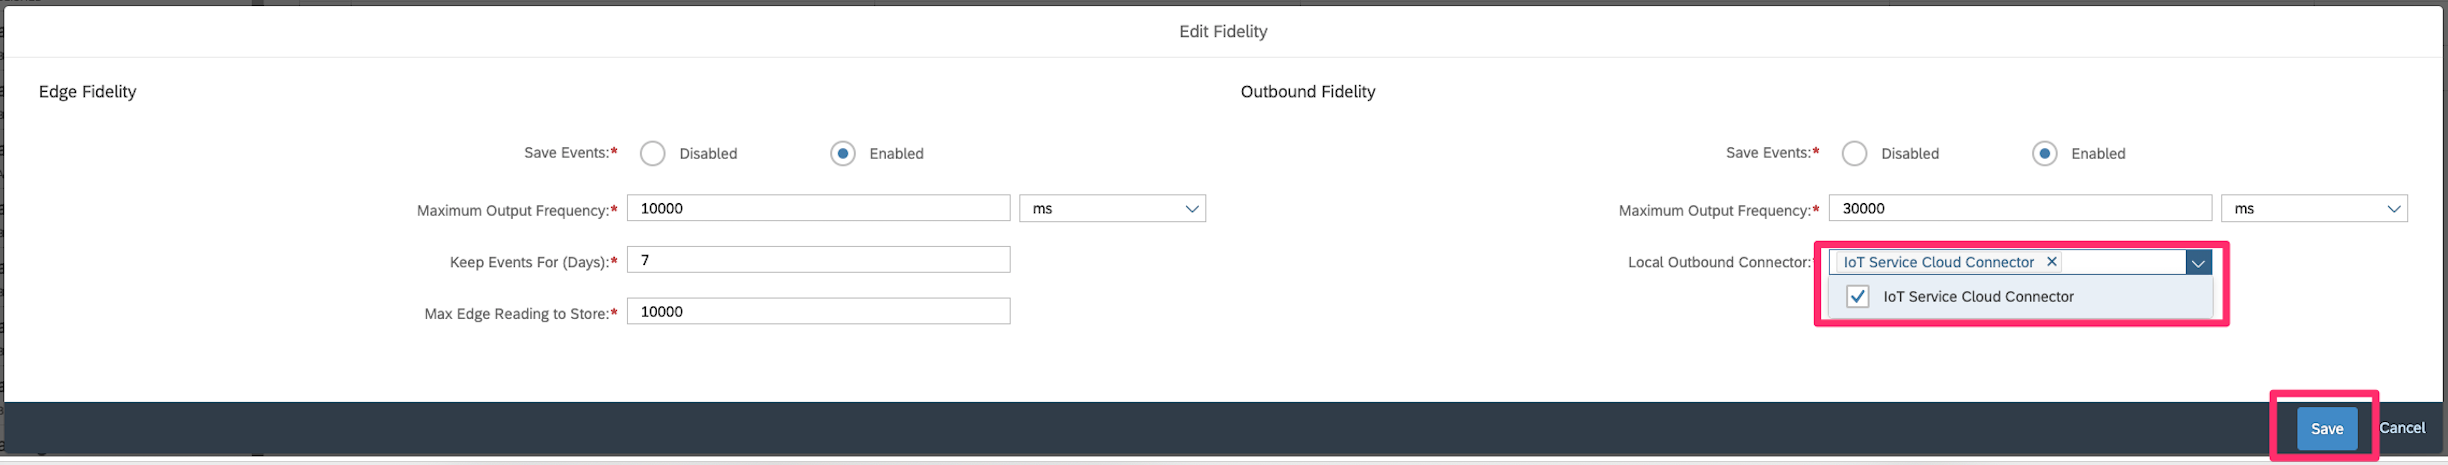 Edit Fidelity
Edge Fidelity
Save Events:*
Disabled
Enabled
Maximum Output Frequency:*
10000
ms
Keep Events For (Days):*
7
Max Edge Reading to Store:*
10000
Outbound Fidelity
Save Events:*
Disabled
Enabled
Maximum Output Frequency:*
30000
ms
Local Outbound Connector:
IoT Service Cloud Connector ×
IoT Service Cloud Connector
Save
Cancel